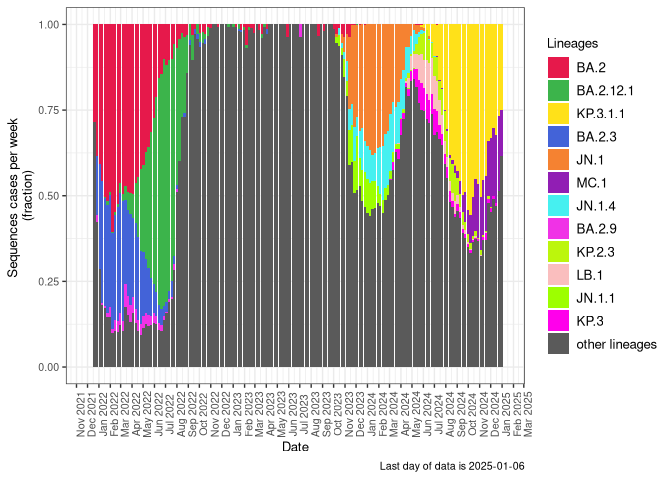 1.00
0.75
0.50
0.25
0.00
Sequences cases per week
(fraction)
Nov 2021
Dec 2021
Jan 2022
Feb 2022
Mar 2022
Apr 2022
May 2022
Jun 2022
Jul 2022
Aug 2022
Sep 2022
Oct 2022
Nov 2022
Dec 2022
Jan 2023
Feb 2023
Mar 2023
Apr 2023
May 2023
Jun 2023
Jul 2023
Aug 2023
Sep 2023
Oct 2023
Nov 2023
Dec 2023
Jan 2024
Feb 2024
Mar 2024
Apr 2024
May 2024
Jun 2024
Jul 2024
Aug 2024
Sep 2024
Oct 2024
Nov 2024
Dec 2024
Jan 2025
Feb 2025
Mar 2025
Date
Lineages
BA.2
BA.2.12.1
KP.3.1.1
BA.2.3
JN.1
MC.1
JN.1.4
BA.2.9
KP.2.3
LB.1
JN.1.1
KP.3
other lineages
Last day of data is 2025-01-06